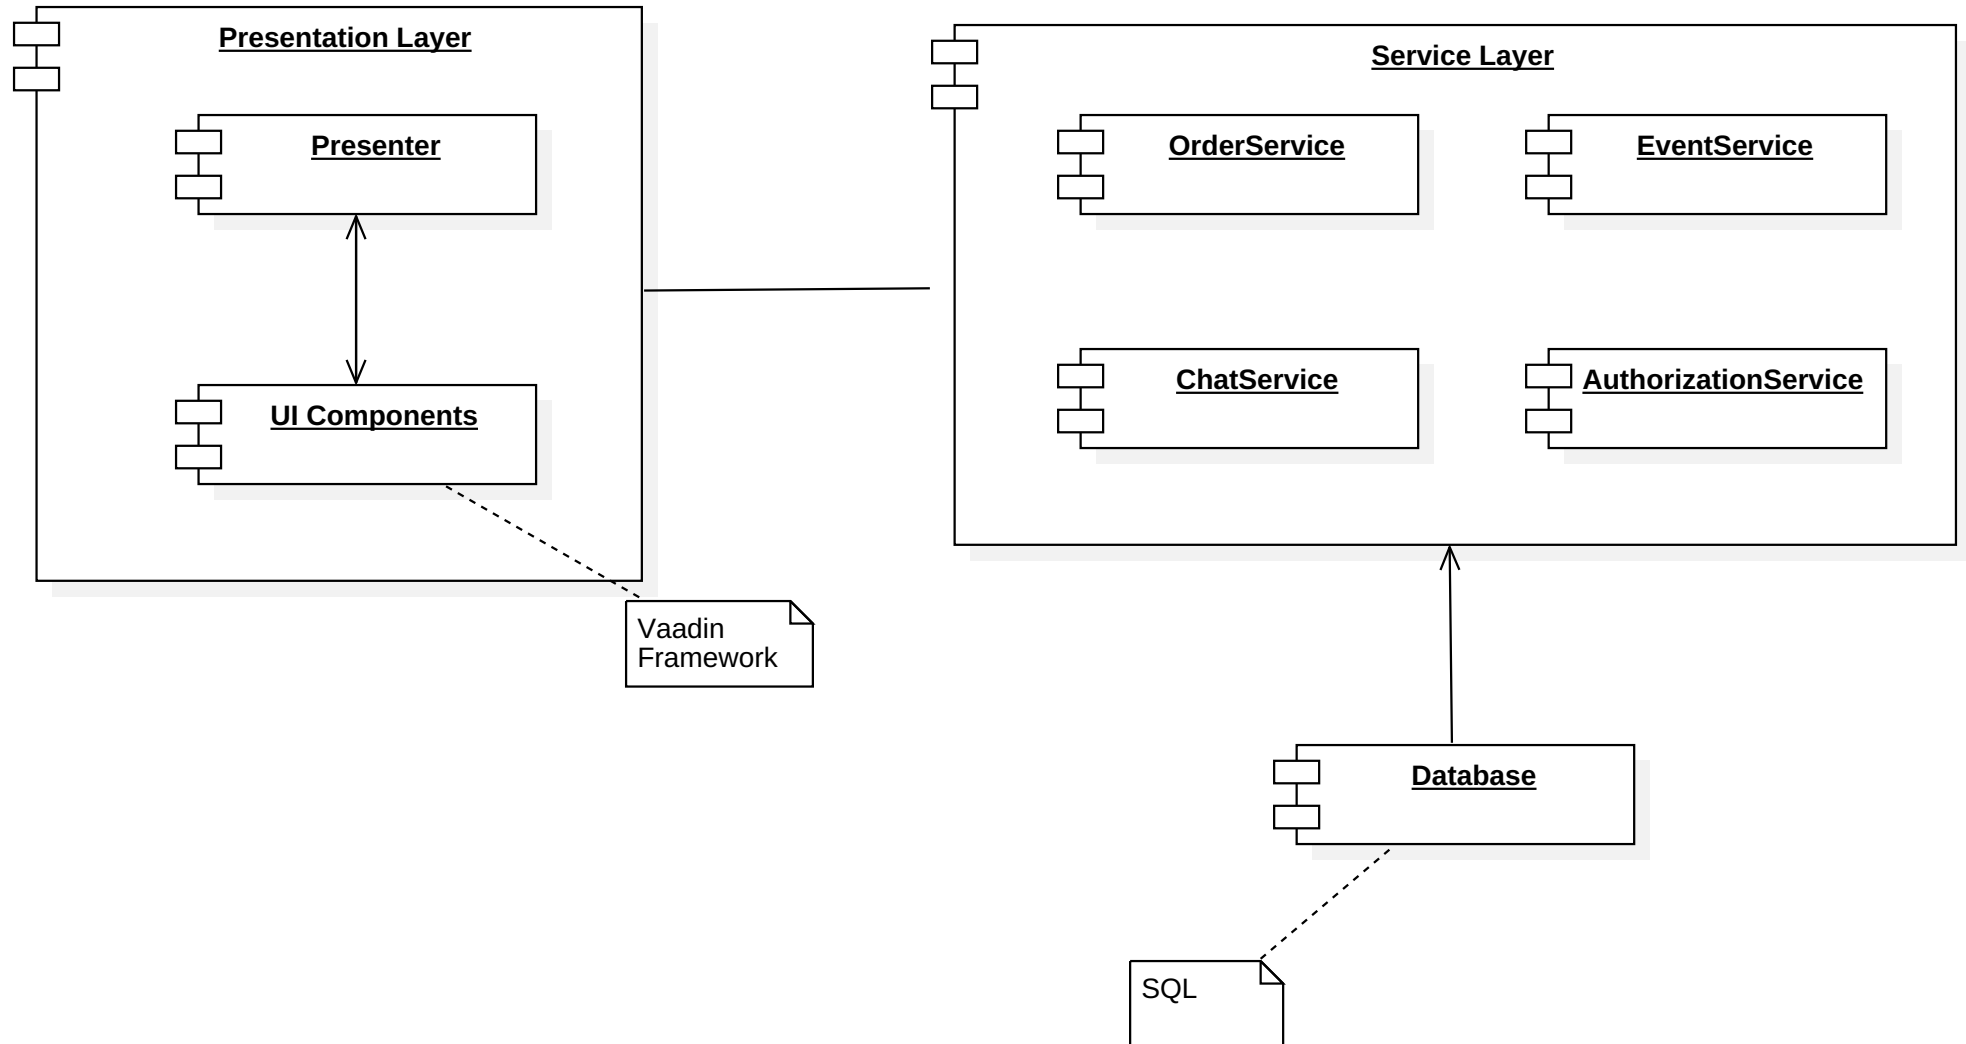 Presentation Layer
Presenter
UI Components
Vaadin
Framework
Service Layer
OrderService
EventService
ChatService
AuthorizationService
Database
SQL